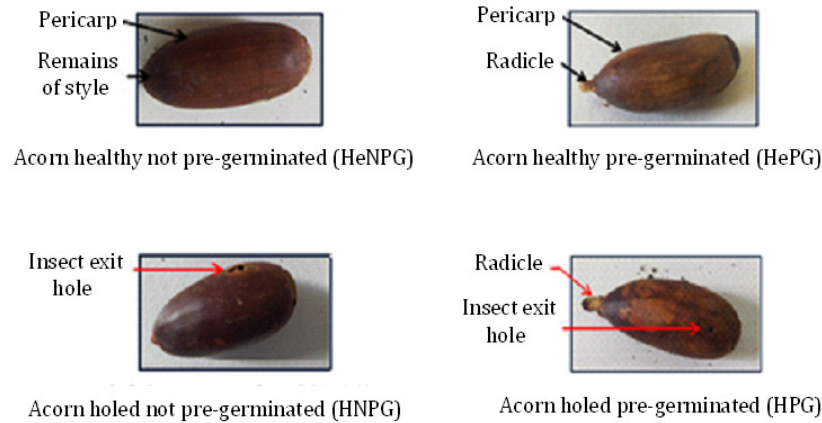 Pericarp
Remains
of style
Acorn healthy not pre-germinated (HeNPG)
Pericarp
Radicle
Acorn healthy pre-germinated (HePG)
Insect exit
hole
Acorn holed not pre-germinated (HNPG)
Radicle
Insect exit
hole
Acorn holed pre-germinated (HPG)